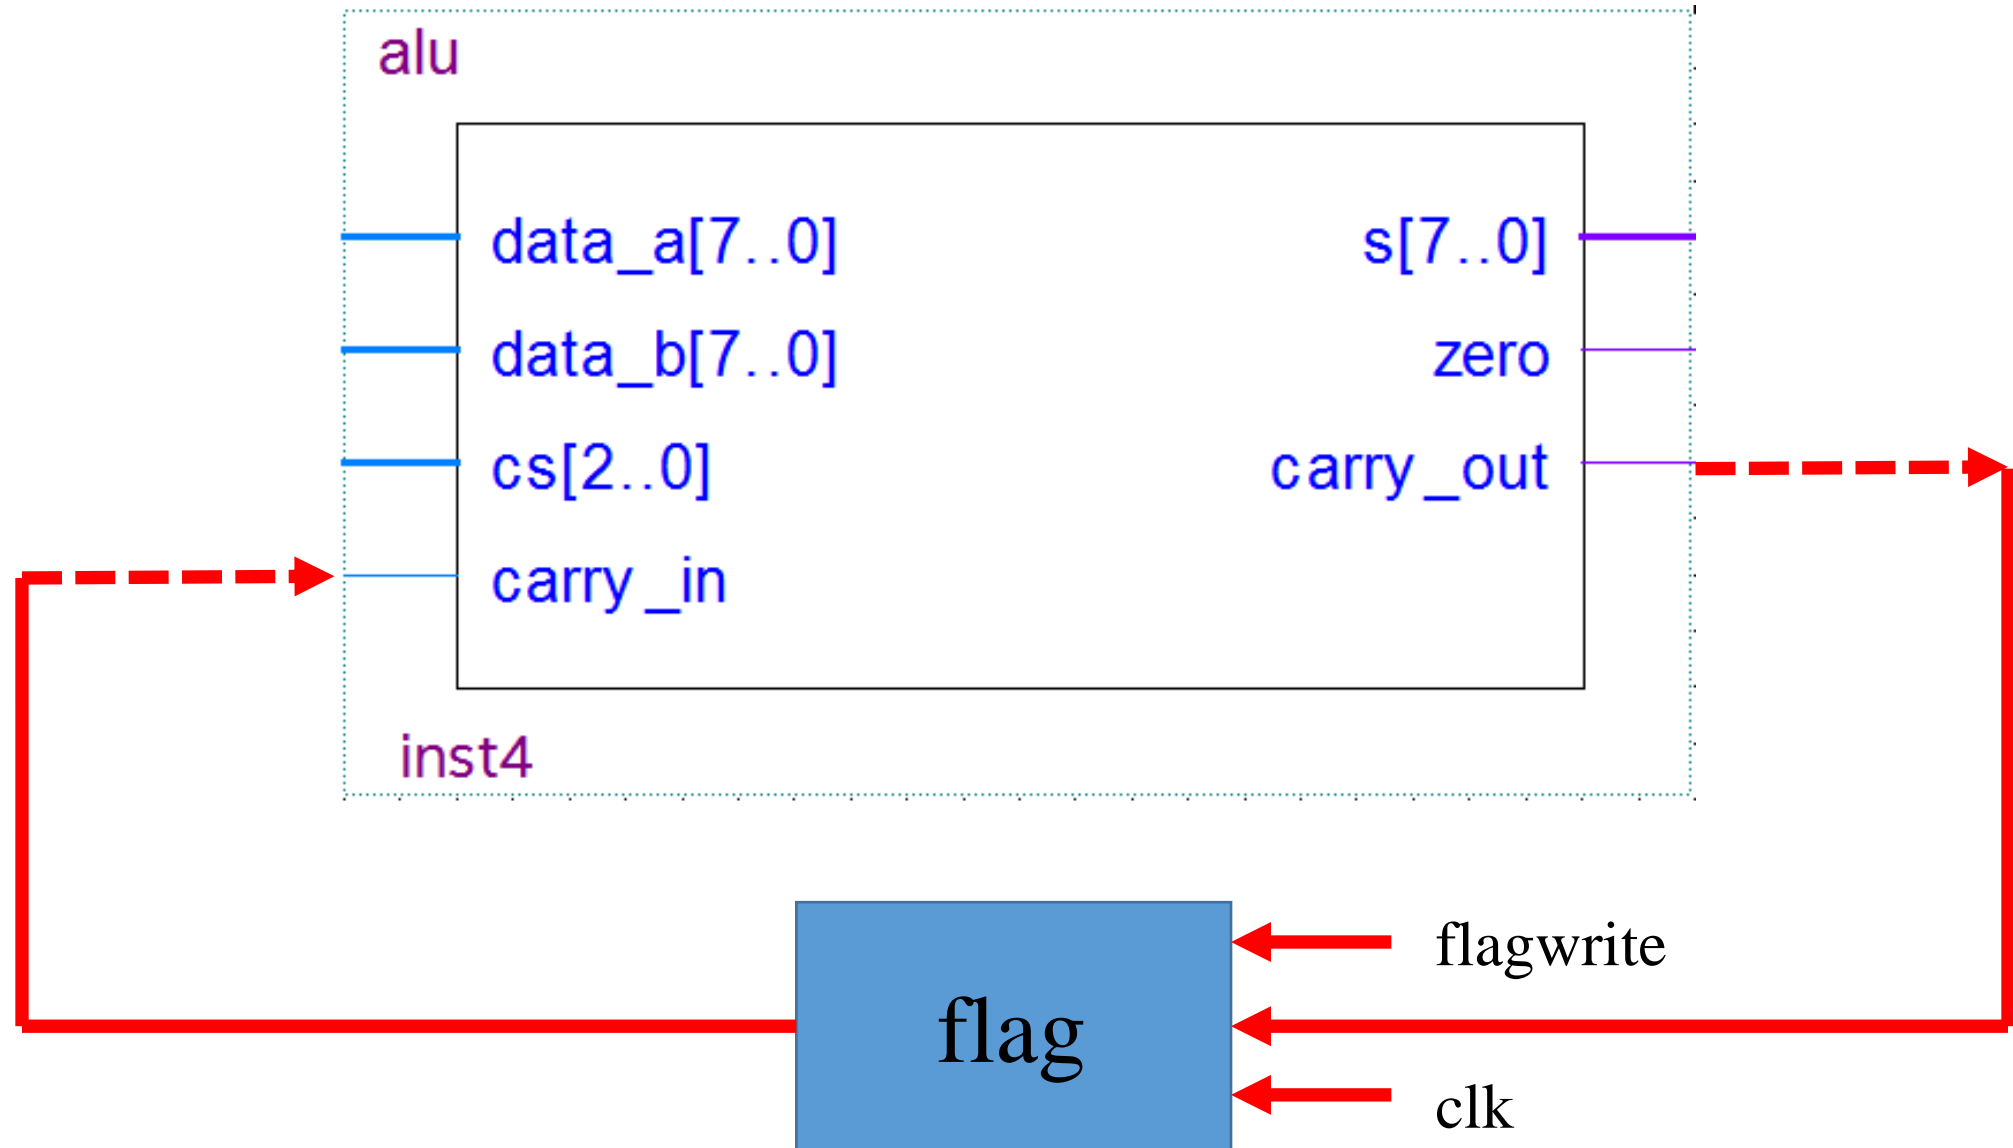 alu
data_a[7..0]
s[7..0]
data_b[7..0]
zero
cs[2..0]
carry_out
carry_in
inst4
flagwrite
flag
clk